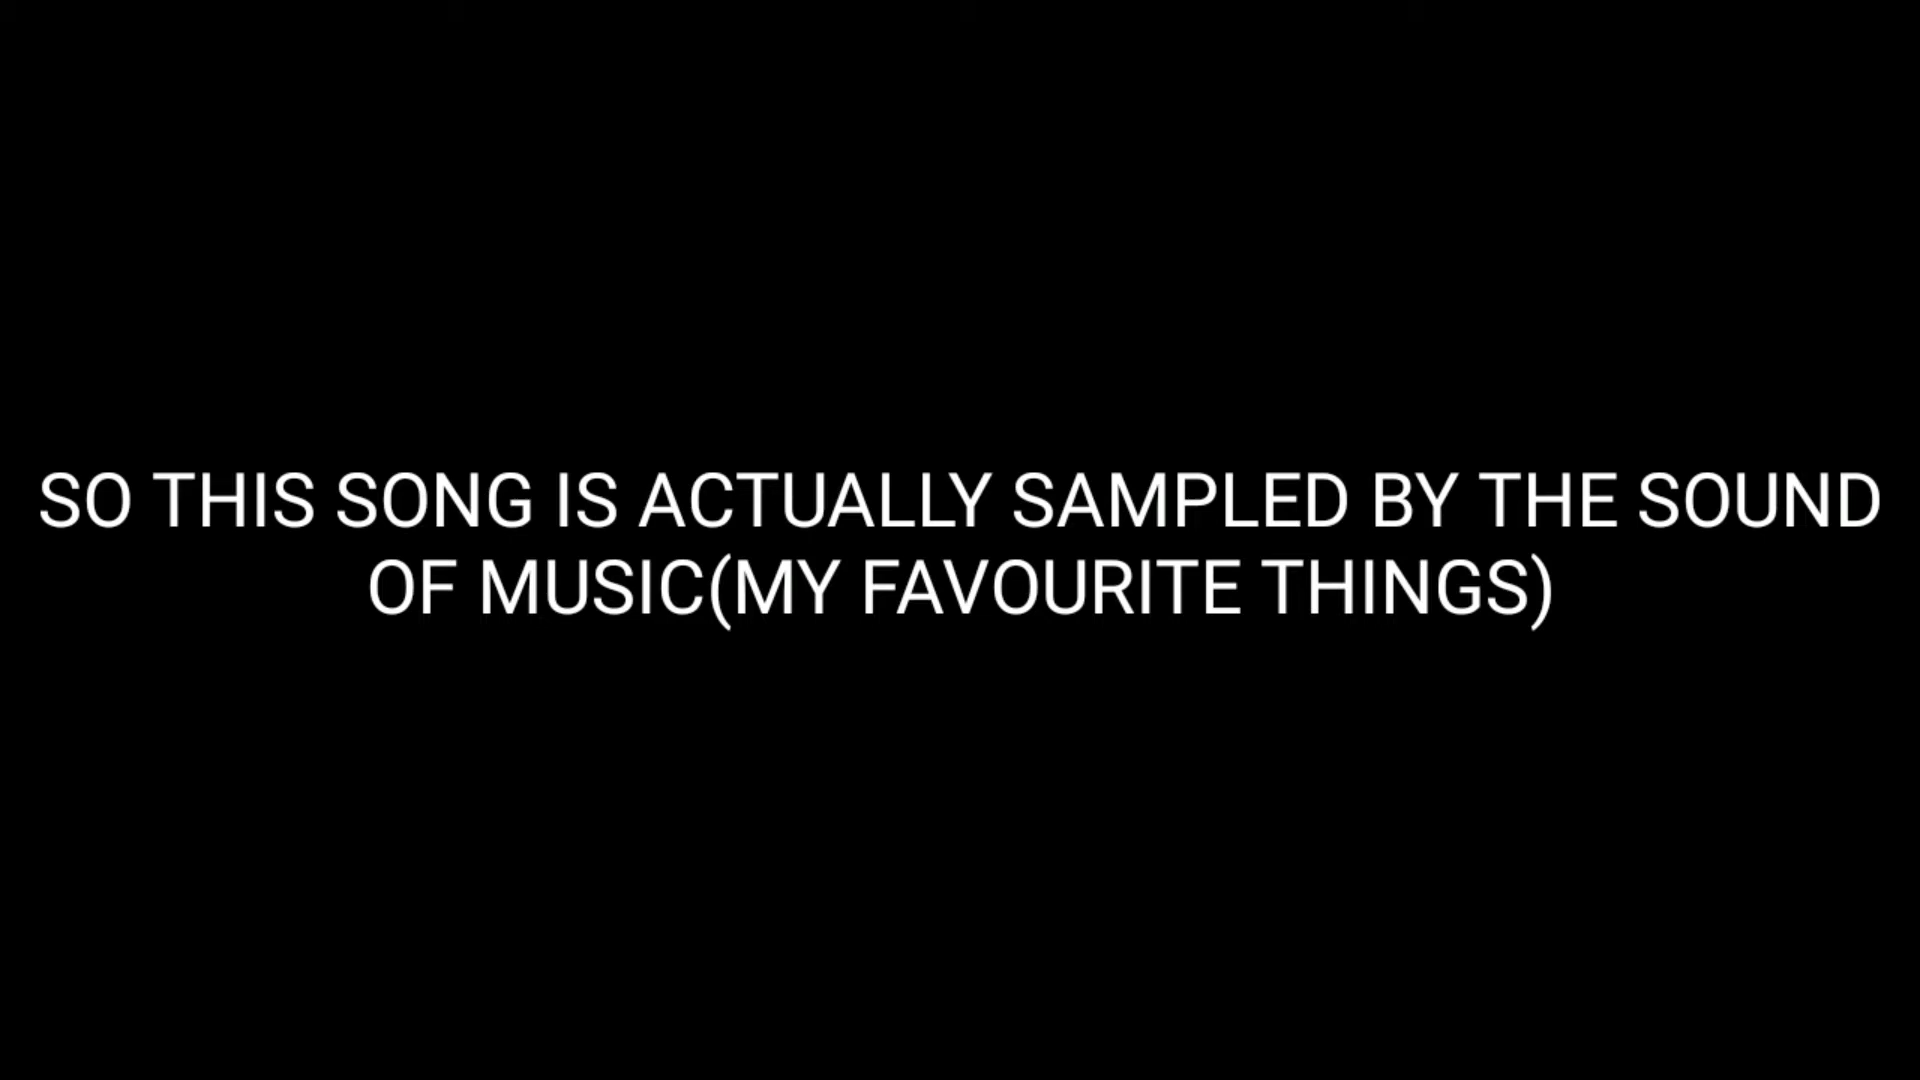 SO THIS SONG IS ACTUALLY SAMPLED BY THE SOUND
OF MUSIC(MY FAVOURITE THINGS)